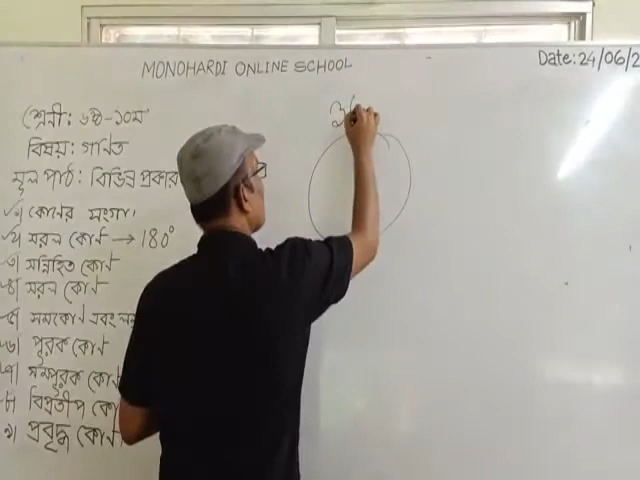 MONOHARDI ONLINE SCHOOL
Date: 24/06/2
শ্রেনী: ৬ষ্ঠ-১০ম
বিষয়: গণিত
মূল পাঠ: বিভিন্ন প্রকার
১। কোণের সংগা।
২। সরল কোণ → 180°
৩। সন্নিহিত কোণ
৪। সরল কোণ
৫। সমকোণ এবং লম্ব
৬। পূরক কোণ
৭। সম্পূরক কোণ
৮। বিপ্রতীপ কো
৯। প্রবৃদ্ধ কোণ